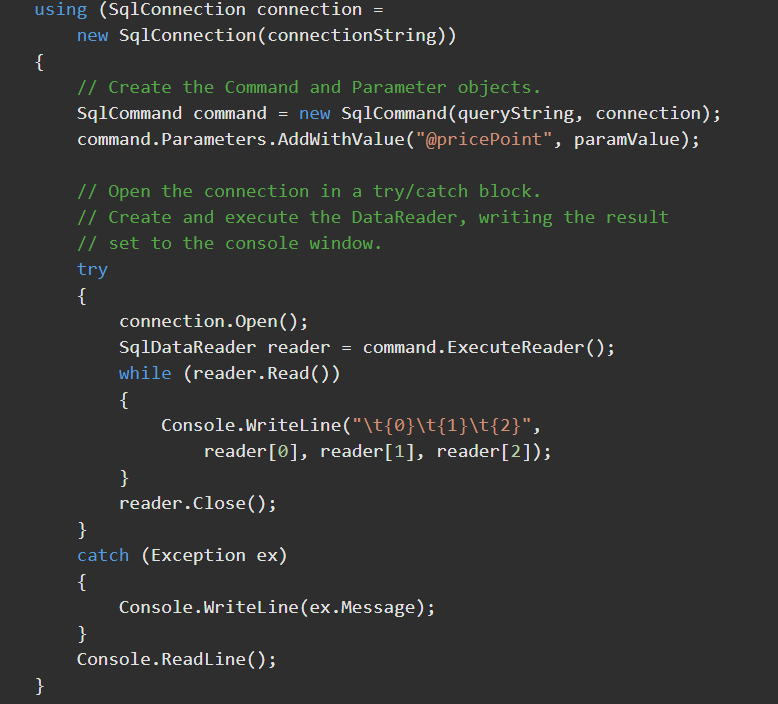 using (SqlConnection connection =
    new SqlConnection(connectionString))
{
    // Create the Command and Parameter objects.
    SqlCommand command = new SqlCommand(queryString, connection);
    command.Parameters.AddWithValue("@pricePoint", paramValue);

    // Open the connection in a try/catch block.
    // Create and execute the DataReader, writing the result
    // set to the console window.
    try
    {
        connection.Open();
        SqlDataReader reader = command.ExecuteReader();
        while (reader.Read())
        {
            Console.WriteLine("\t{0}\t{1}\t{2}",
                reader[0], reader[1], reader[2]);
        }
        reader.Close();
    }
    catch (Exception ex)
    {
        Console.WriteLine(ex.Message);
    }
    Console.ReadLine();
}